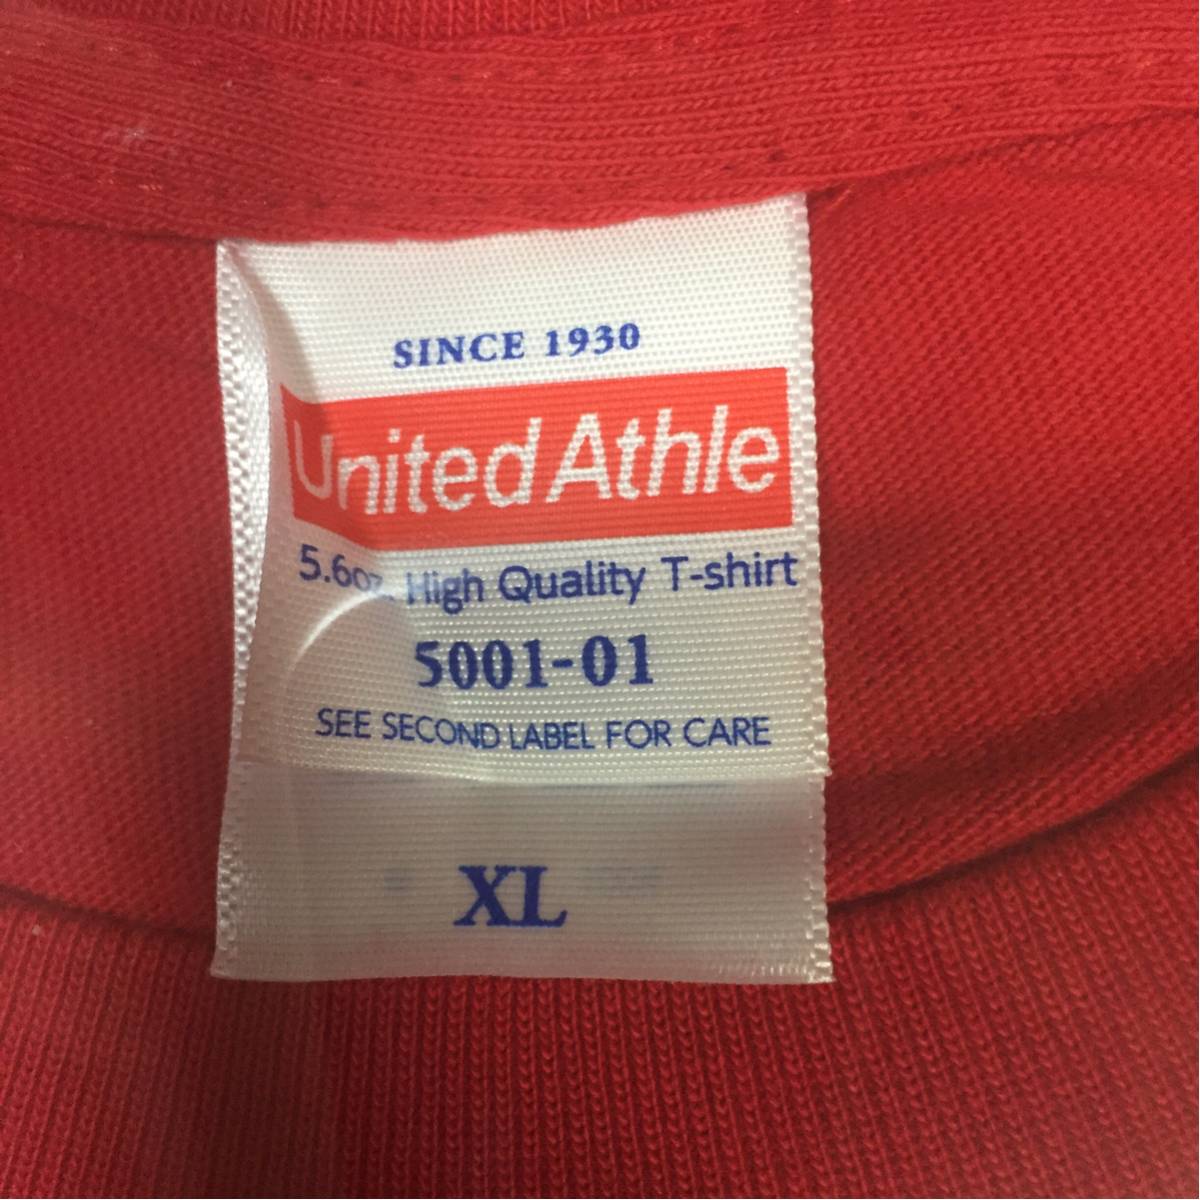 SINCE 1930
United Athle
5.6oz High Quality T-shirt
5001-01
SEE SECOND LABEL FOR CARE
XL